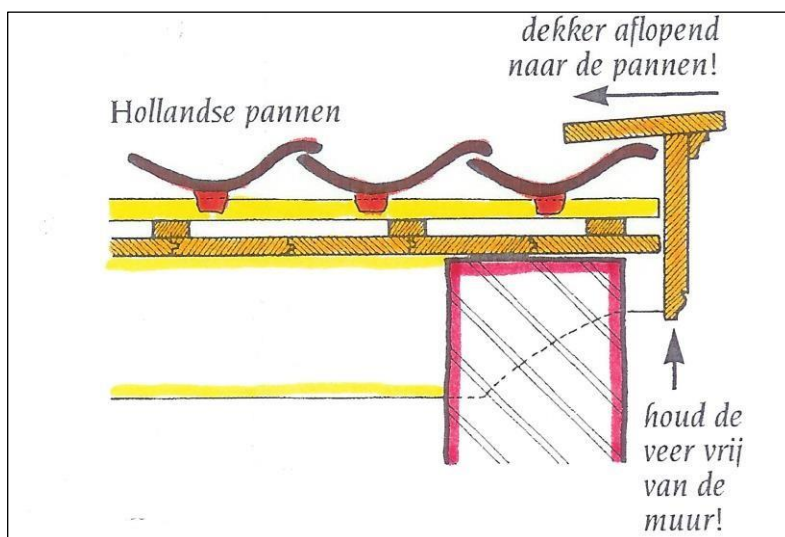 dekker aflopend
naar de pannen!
Hollandse pannen
houd de
veer vrij
van de
muur!